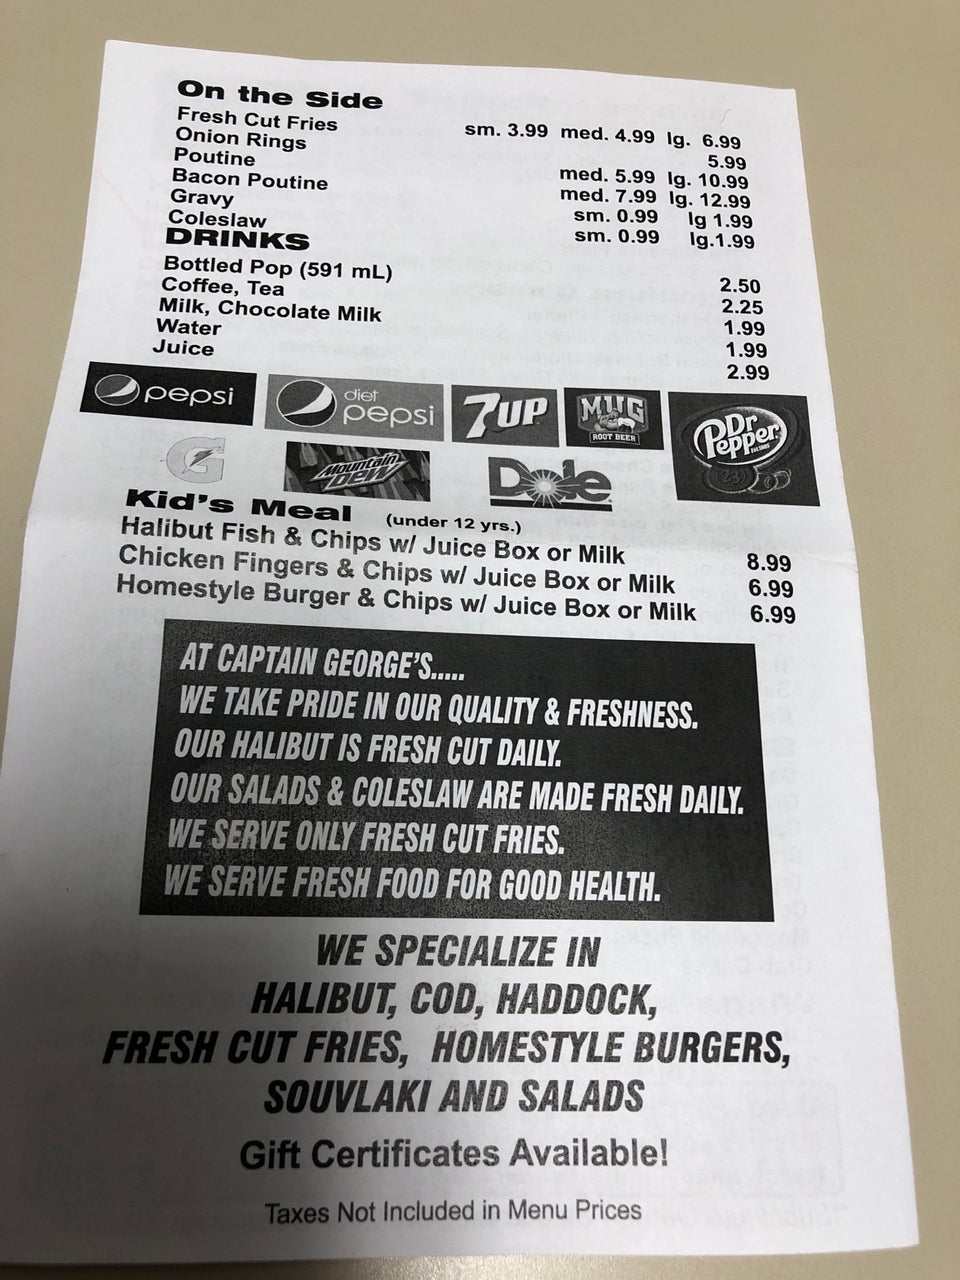 On the Side
Fresh Cut Fries sm. 3.99 med. 4.99 lg. 6.99
Onion Rings 5.99
Poutine med. 5.99 lg. 10.99
Bacon Poutine med. 7.99 lg. 12.99
Gravy sm. 0.99 lg 1.99
Coleslaw sm. 0.99 lg.1.99
DRINKS
Bottled Pop (591 mL) 2.50
Coffee, Tea 2.25
Milk, Chocolate Milk 1.99
Water 1.99
Juice 2.99
pepsi
diet
pepsi
7UP
MUG
ROOT BEER
Dr
Pepper
EST. 1885
23
G
Mountain
Dew
Dole
Kid's Meal (under 12 yrs.)
Halibut Fish & Chips w/ Juice Box or Milk 8.99
Chicken Fingers & Chips w/ Juice Box or Milk 6.99
Homestyle Burger & Chips w/ Juice Box or Milk 6.99
AT CAPTAIN GEORGE'S.....
WE TAKE PRIDE IN OUR QUALITY & FRESHNESS.
OUR HALIBUT IS FRESH CUT DAILY.
OUR SALADS & COLESLAW ARE MADE FRESH DAILY.
WE SERVE ONLY FRESH CUT FRIES.
WE SERVE FRESH FOOD FOR GOOD HEALTH.
WE SPECIALIZE IN
HALIBUT, COD, HADDOCK,
FRESH CUT FRIES, HOMESTYLE BURGERS,
SOUVLAKI AND SALADS
Gift Certificates Available!
Taxes Not Included in Menu Prices